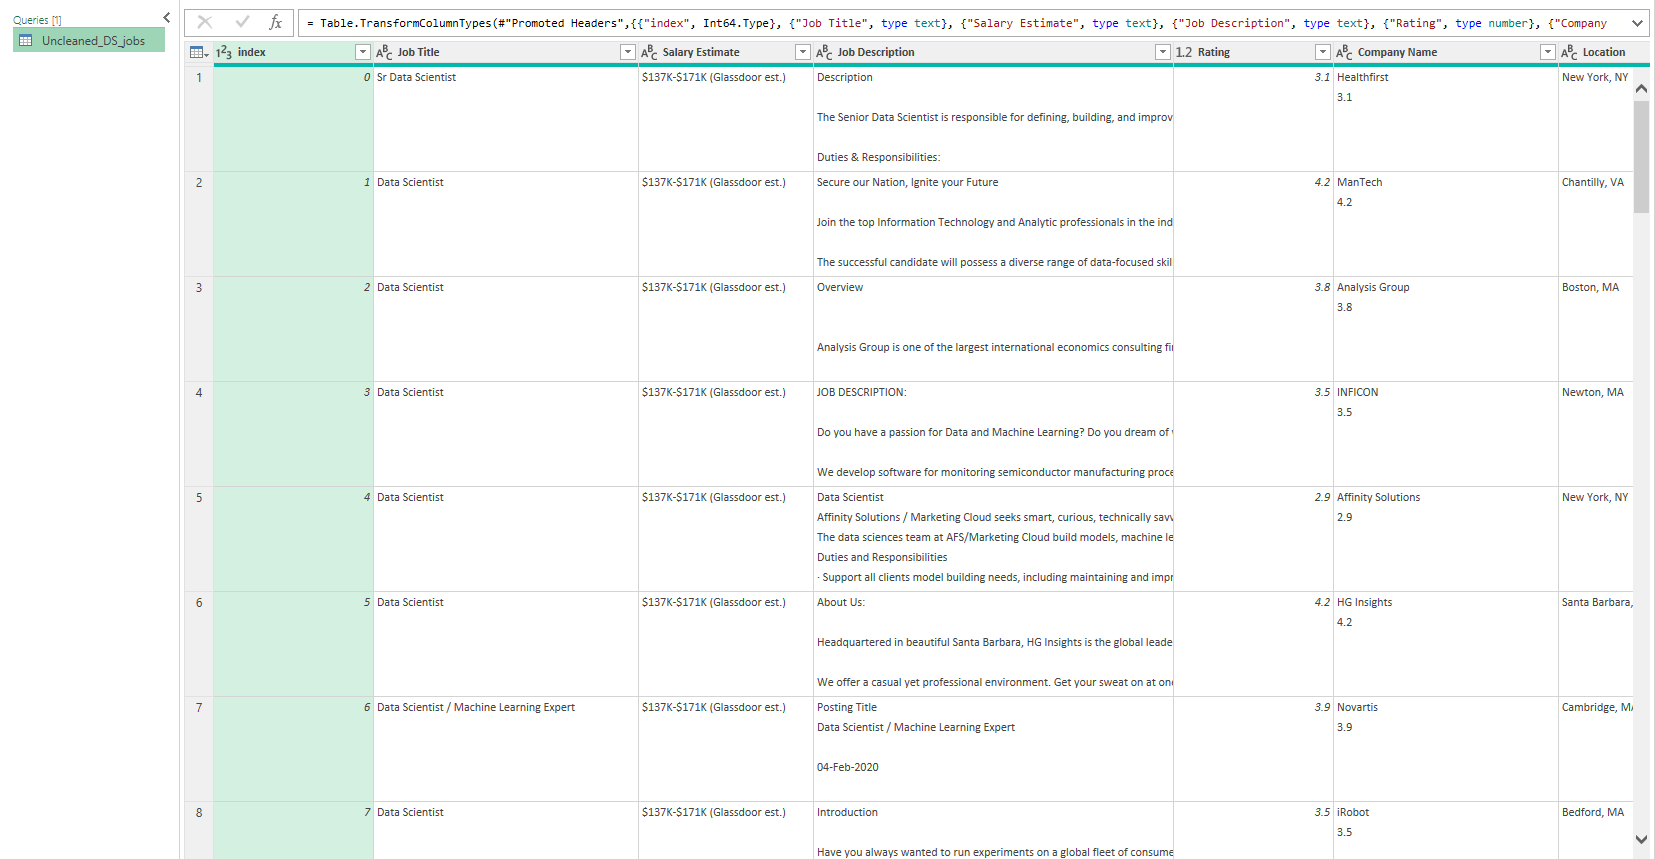 Queries [1]
Uncleaned_DS_jobs
= Table.TransformColumnTypes(#"Promoted Headers",{{"index", Int64.Type}, {"Job Title", type text}, {"Salary Estimate", type text}, {"Job Description", type text}, {"Rating", type number}, {"Company
index Job Title Salary Estimate Job Description 1.2 Rating Company Name Location
1 0 Sr Data Scientist $137K-$171K (Glassdoor est.) Description 3.1 Healthfirst New York, NY
3.1
The Senior Data Scientist is responsible for defining, building, and improv
Duties & Responsibilities:
2 1 Data Scientist $137K-$171K (Glassdoor est.) Secure our Nation, Ignite your Future 4.2 ManTech Chantilly, VA
4.2
Join the top Information Technology and Analytic professionals in the ind
The successful candidate will possess a diverse range of data-focused skil
3 2 Data Scientist $137K-$171K (Glassdoor est.) Overview 3.8 Analysis Group Boston, MA
3.8
Analysis Group is one of the largest international economics consulting fi
4 3 Data Scientist $137K-$171K (Glassdoor est.) JOB DESCRIPTION: 3.5 INFICON Newton, MA
3.5
Do you have a passion for Data and Machine Learning? Do you dream of
We develop software for monitoring semiconductor manufacturing proce
5 4 Data Scientist $137K-$171K (Glassdoor est.) Data Scientist 2.9 Affinity Solutions New York, NY
Affinity Solutions / Marketing Cloud seeks smart, curious, technically savv 2.9
The data sciences team at AFS/Marketing Cloud build models, machine le
Duties and Responsibilities
· Support all clients model building needs, including maintaining and impr
6 5 Data Scientist $137K-$171K (Glassdoor est.) About Us: 4.2 HG Insights Santa Barbara,
4.2
Headquartered in beautiful Santa Barbara, HG Insights is the global leade
We offer a casual yet professional environment. Get your sweat on at on
7 6 Data Scientist / Machine Learning Expert $137K-$171K (Glassdoor est.) Posting Title 3.9 Novartis Cambridge, M
Data Scientist / Machine Learning Expert 3.9
04-Feb-2020
8 7 Data Scientist $137K-$171K (Glassdoor est.) Introduction 3.5 iRobot Bedford, MA
3.5
Have you always wanted to run experiments on a global fleet of consume